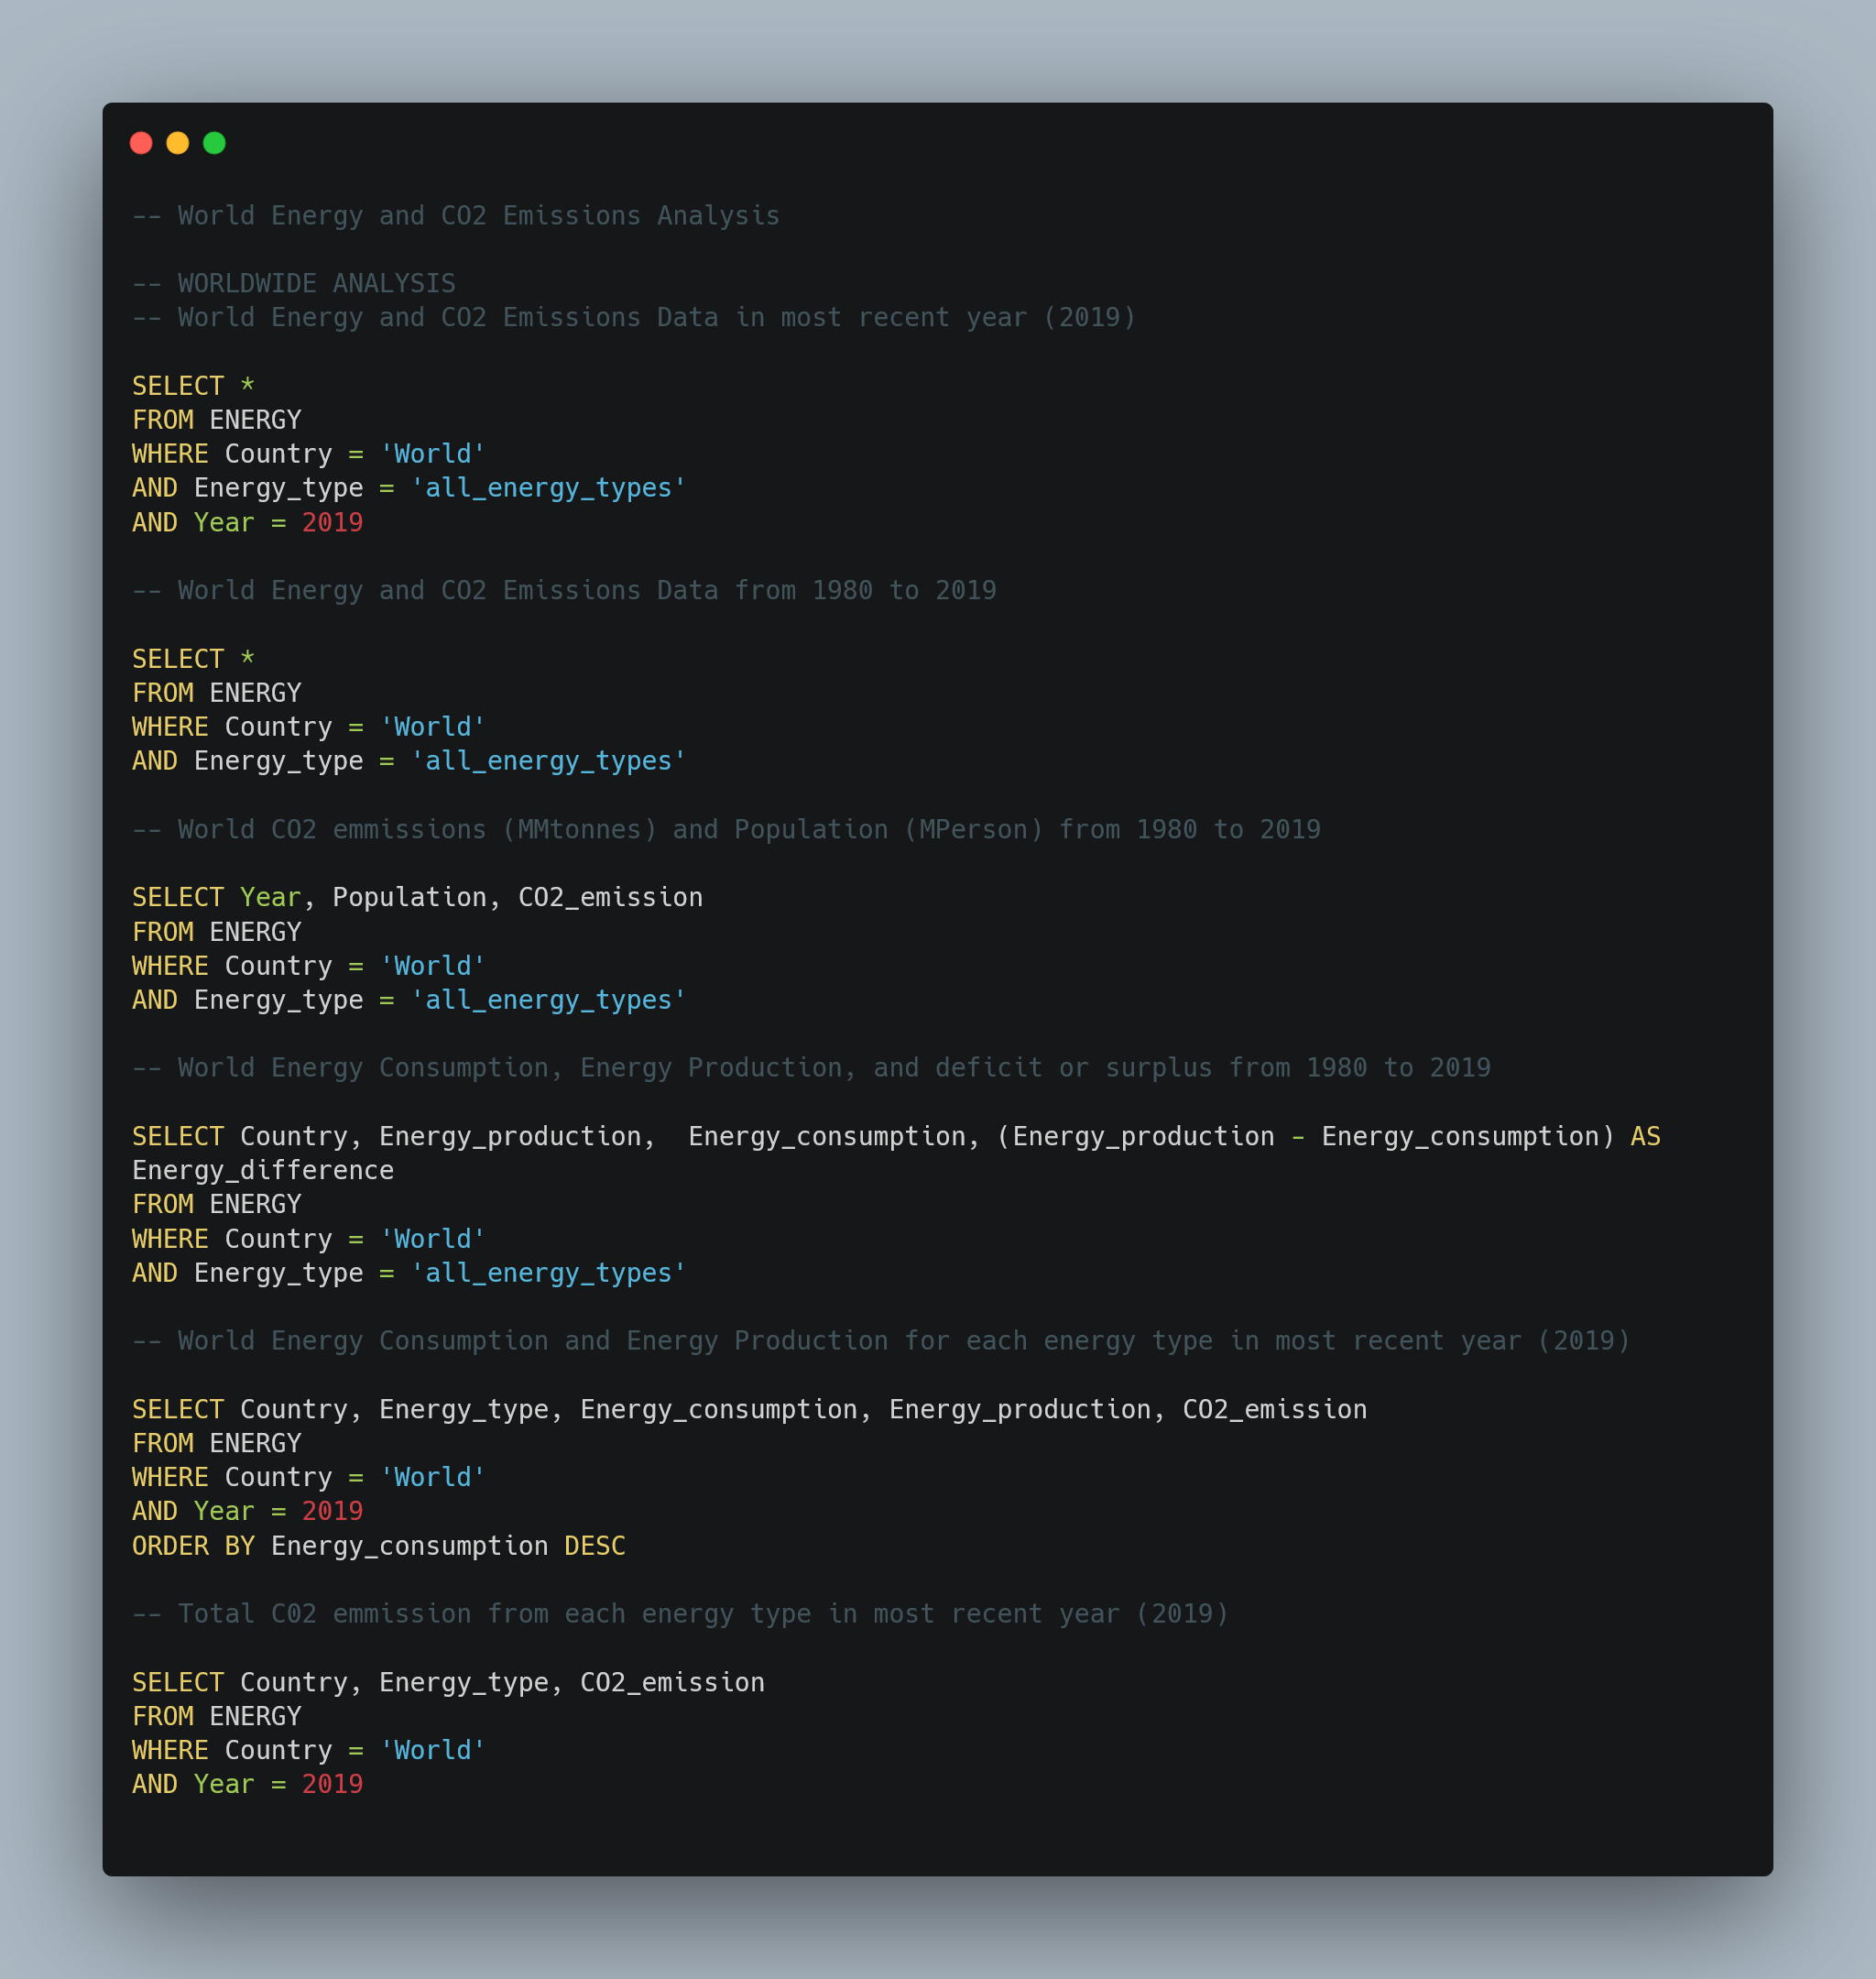 -- World Energy and CO2 Emissions Analysis
-- WORLDWIDE ANALYSIS
-- World Energy and CO2 Emissions Data in most recent year (2019)
SELECT *
FROM ENERGY
WHERE Country = 'World'
AND Energy_type = 'all_energy_types'
AND Year = 2019
-- World Energy and CO2 Emissions Data from 1980 to 2019
SELECT *
FROM ENERGY
WHERE Country = 'World'
AND Energy_type = 'all_energy_types'
-- World CO2 emmissions (MMtonnes) and Population (MPerson) from 1980 to 2019
SELECT Year, Population, CO2_emission
FROM ENERGY
WHERE Country = 'World'
AND Energy_type = 'all_energy_types'
-- World Energy Consumption, Energy Production, and deficit or surplus from 1980 to 2019
SELECT Country, Energy_production,  Energy_consumption, (Energy_production - Energy_consumption) AS
Energy_difference
FROM ENERGY
WHERE Country = 'World'
AND Energy_type = 'all_energy_types'
-- World Energy Consumption and Energy Production for each energy type in most recent year (2019)
SELECT Country, Energy_type, Energy_consumption, Energy_production, CO2_emission
FROM ENERGY
WHERE Country = 'World'
AND Year = 2019
ORDER BY Energy_consumption DESC
-- Total C02 emmission from each energy type in most recent year (2019)
SELECT Country, Energy_type, CO2_emission
FROM ENERGY
WHERE Country = 'World'
AND Year = 2019